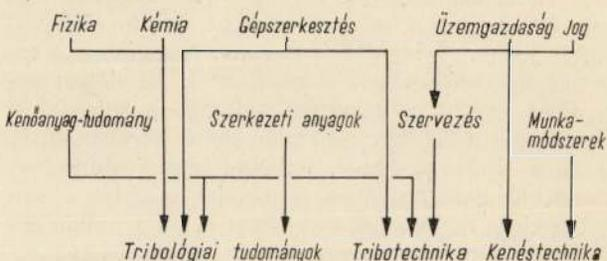 Fizika Kémia Gépszerkesztés Üzemgazdaság Jog
Kenőanyag-tudomány Szerkezeti anyagok Szervezés Munka-
módszerek
Tribológiai tudományok Tribotechnika Kenéstechnika